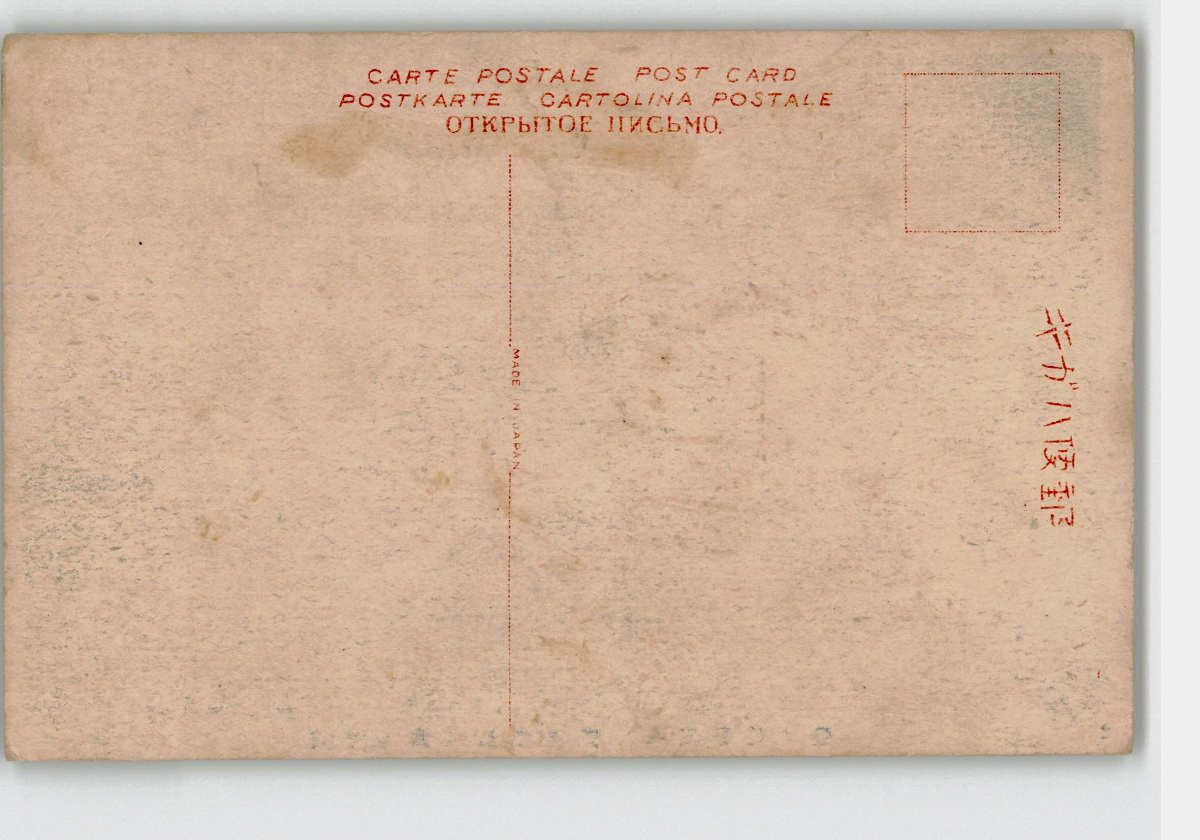 CARTE POSTALE POST CARD
POSTKARTE CARTOLINA POSTALE
ОТКРЫТОЕ ПИСЬМО.
MADE IN JAPAN
キガハ便郵